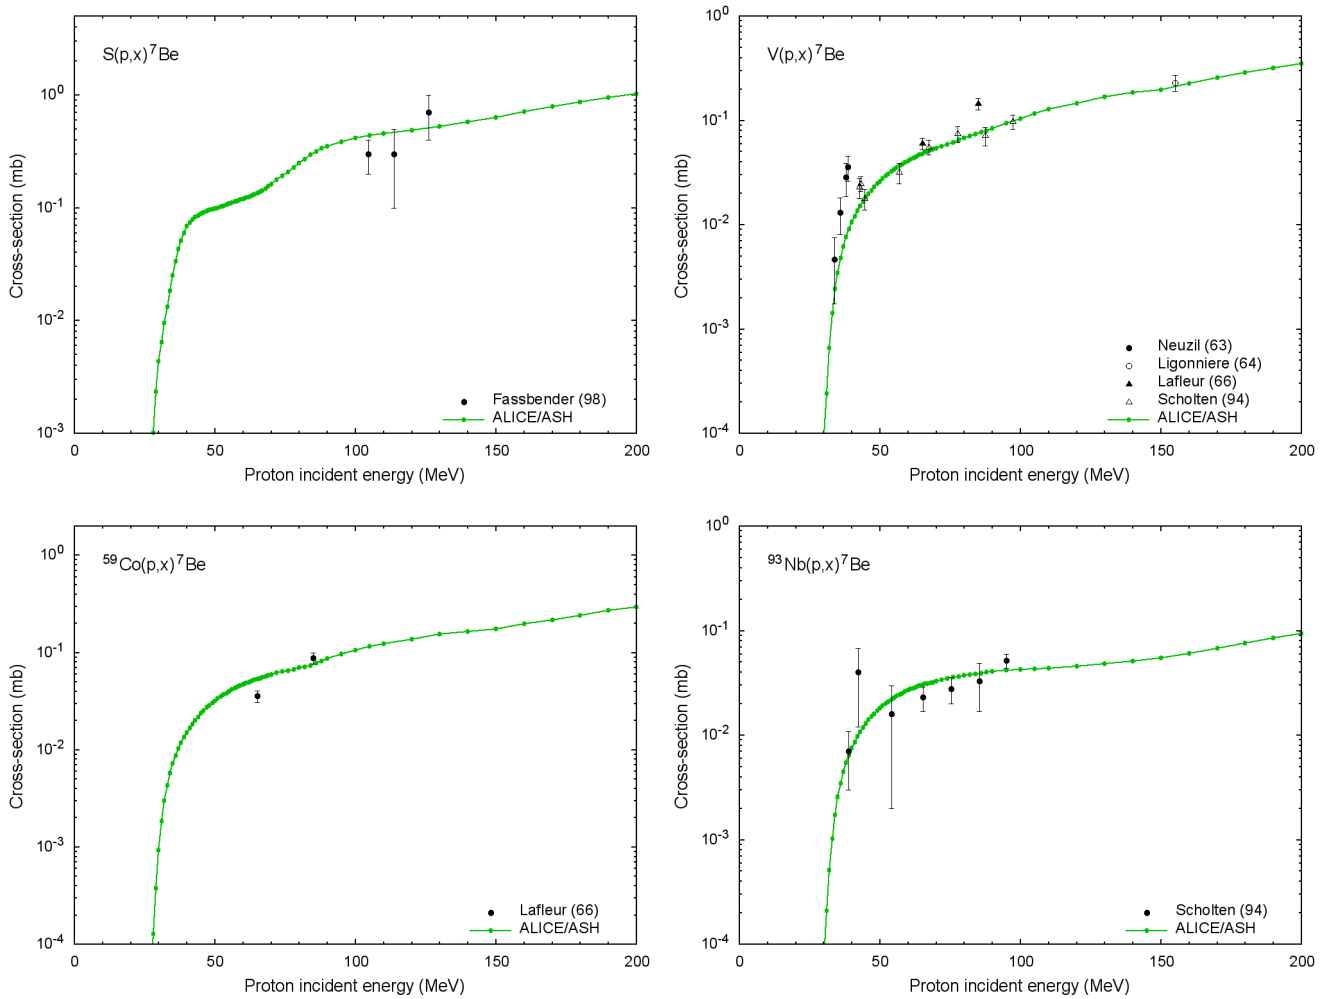 S(p,x)⁷Be
10⁰
10⁻¹
10⁻²
10⁻³
Cross-section (mb)
Fassbender (98)
ALICE/ASH
0 50 100 150 200
Proton incident energy (MeV)
V(p,x)⁷Be
10⁰
10⁻¹
10⁻²
10⁻³
10⁻⁴
Cross-section (mb)
Neuzil (63)
Ligonniere (64)
Lafleur (66)
Scholten (94)
ALICE/ASH
0 50 100 150 200
Proton incident energy (MeV)
⁵⁹Co(p,x)⁷Be
10⁰
10⁻¹
10⁻²
10⁻³
10⁻⁴
Cross-section (mb)
Lafleur (66)
ALICE/ASH
0 50 100 150 200
Proton incident energy (MeV)
⁹³Nb(p,x)⁷Be
10⁰
10⁻¹
10⁻²
10⁻³
10⁻⁴
Cross-section (mb)
Scholten (94)
ALICE/ASH
0 50 100 150 200
Proton incident energy (MeV)